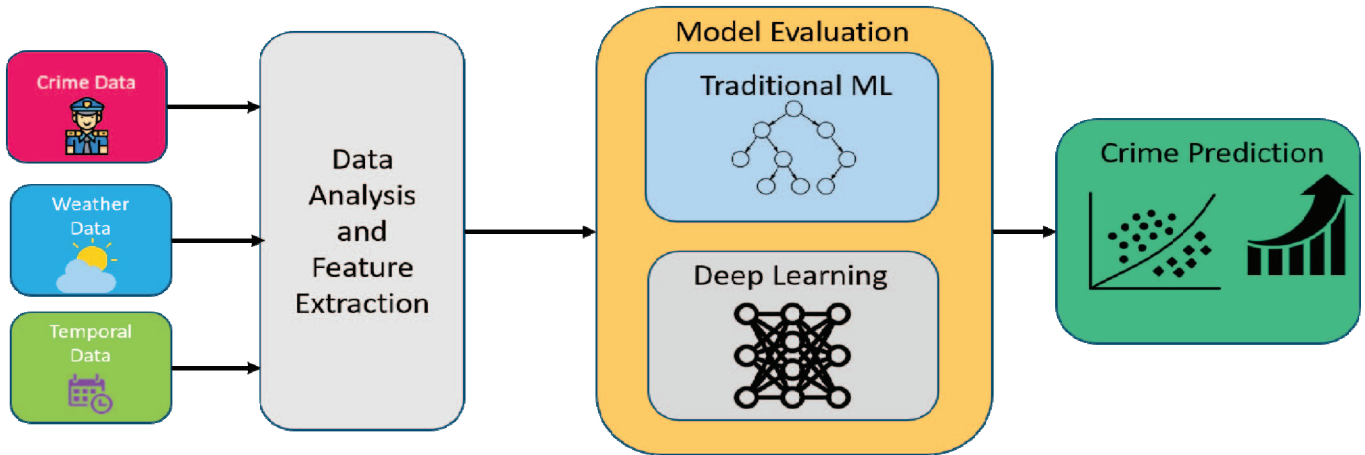 Crime Data
Weather
Data
Temporal
Data
Data
Analysis
and
Feature
Extraction
Model Evaluation
Traditional ML
Deep Learning
Crime Prediction